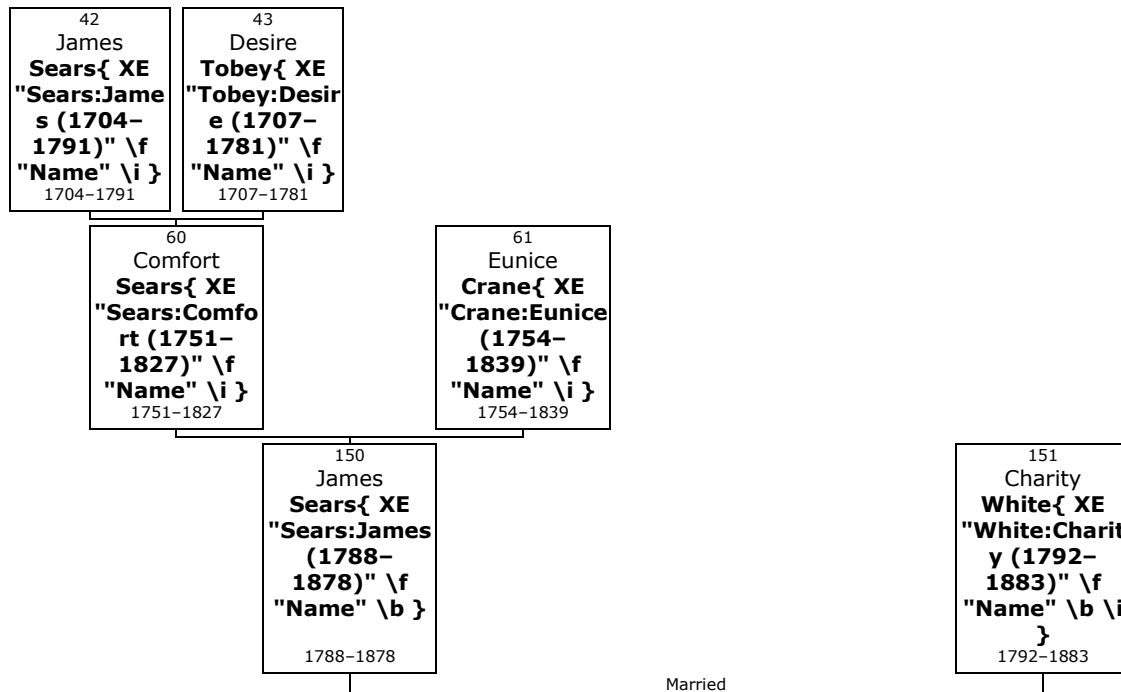 42
James
Sears{ XE
"Sears:Jame
s (1704–
1791)" \f
"Name" \i }
1704–1791
43
Desire
Tobey{ XE
"Tobey:Desir
e (1707–
1781)" \f
"Name" \i }
1707–1781
60
Comfort
Sears{ XE
"Sears:Comfo
rt (1751–
1827)" \f
"Name" \i }
1751–1827
61
Eunice
Crane{ XE
"Crane:Eunice
(1754–
1839)" \f
"Name" \i }
1754–1839
150
James
Sears{ XE
"Sears:James
(1788–
1878)" \f
"Name" \b }
1788–1878
151
Charity
White{ XE
"White:Charit
y (1792–
1883)" \f
"Name" \b \i
}
1792–1883
Married